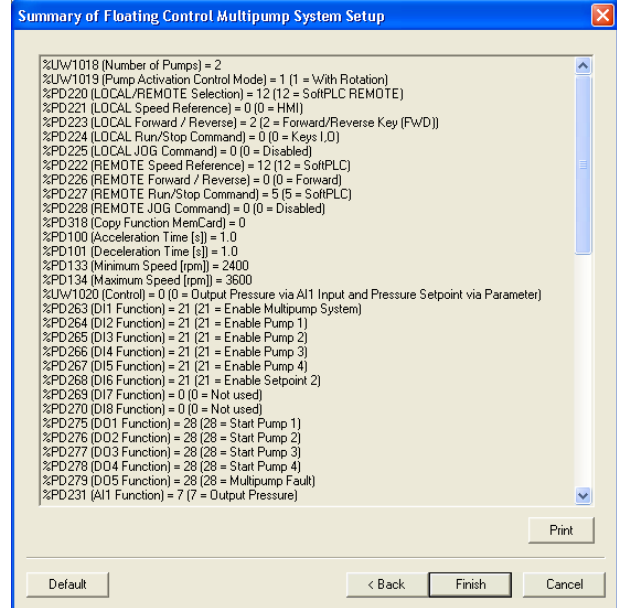 Summary of Floating Control Multipump System Setup
%UW1018 (Number of Pumps) = 2
%UW1019 (Pump Activation Control Mode) = 1 (1 = With Rotation)
%PD220 (LOCAL/REMOTE Selection) = 12 (12 = SoftPLC REMOTE)
%PD221 (LOCAL Speed Reference) = 0 (0 = HMI)
%PD223 (LOCAL Forward / Reverse) = 2 (2 = Forward/Reverse Key (FWD))
%PD224 (LOCAL Run/Stop Command) = 0 (0 = Keys I,O)
%PD225 (LOCAL JOG Command) = 0 (0 = Disabled)
%PD222 (REMOTE Speed Reference) = 12 (12 = SoftPLC)
%PD226 (REMOTE Forward / Reverse) = 0 (0 = Forward)
%PD227 (REMOTE Run/Stop Command) = 5 (5 = SoftPLC)
%PD228 (REMOTE JOG Command) = 0 (0 = Disabled)
%PD318 (Copy Function MemCard) = 0
%PD100 (Acceleration Time [s]) = 1.0
%PD101 (Deceleration Time [s]) = 1.0
%PD133 (Minimum Speed [rpm]) = 2400
%PD134 (Maximum Speed [rpm]) = 3600
%UW1020 (Control) = 0 (0 = Output Pressure via AI1 Input and Pressure Setpoint via Parameter)
%PD263 (DI1 Function) = 21 (21 = Enable Multipump System)
%PD264 (DI2 Function) = 21 (21 = Enable Pump 1)
%PD265 (DI3 Function) = 21 (21 = Enable Pump 2)
%PD266 (DI4 Function) = 21 (21 = Enable Pump 3)
%PD267 (DI5 Function) = 21 (21 = Enable Pump 4)
%PD268 (DI6 Function) = 21 (21 = Enable Setpoint 2)
%PD269 (DI7 Function) = 0 (0 = Not used)
%PD270 (DI8 Function) = 0 (0 = Not used)
%PD275 (DO1 Function) = 28 (28 = Start Pump 1)
%PD276 (DO2 Function) = 28 (28 = Start Pump 2)
%PD277 (DO3 Function) = 28 (28 = Start Pump 3)
%PD278 (DO4 Function) = 28 (28 = Start Pump 4)
%PD279 (DO5 Function) = 28 (28 = Multipump Fault)
%PD231 (AI1 Function) = 7 (7 = Output Pressure)
Print
Default
< Back
Finish
Cancel